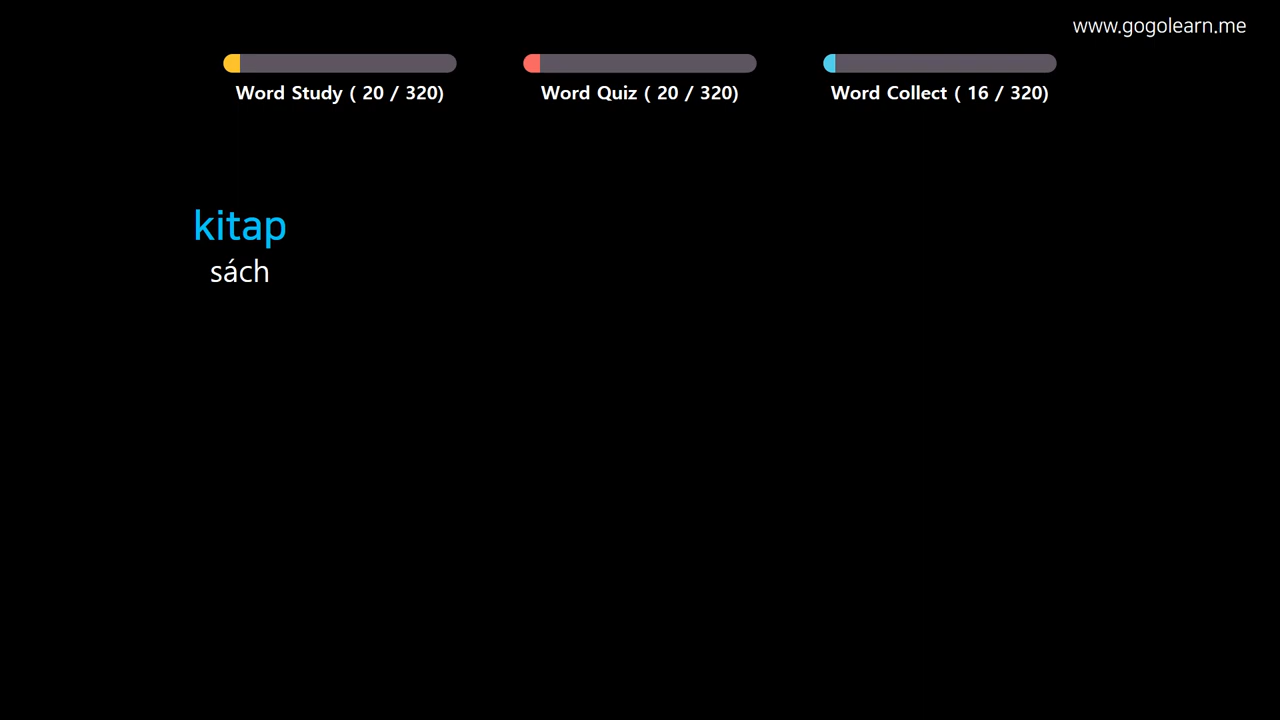 www.gogolearn.me
Word Study ( 20 / 320)
Word Quiz ( 20 / 320)
Word Collect ( 16 / 320)
kitap
sách